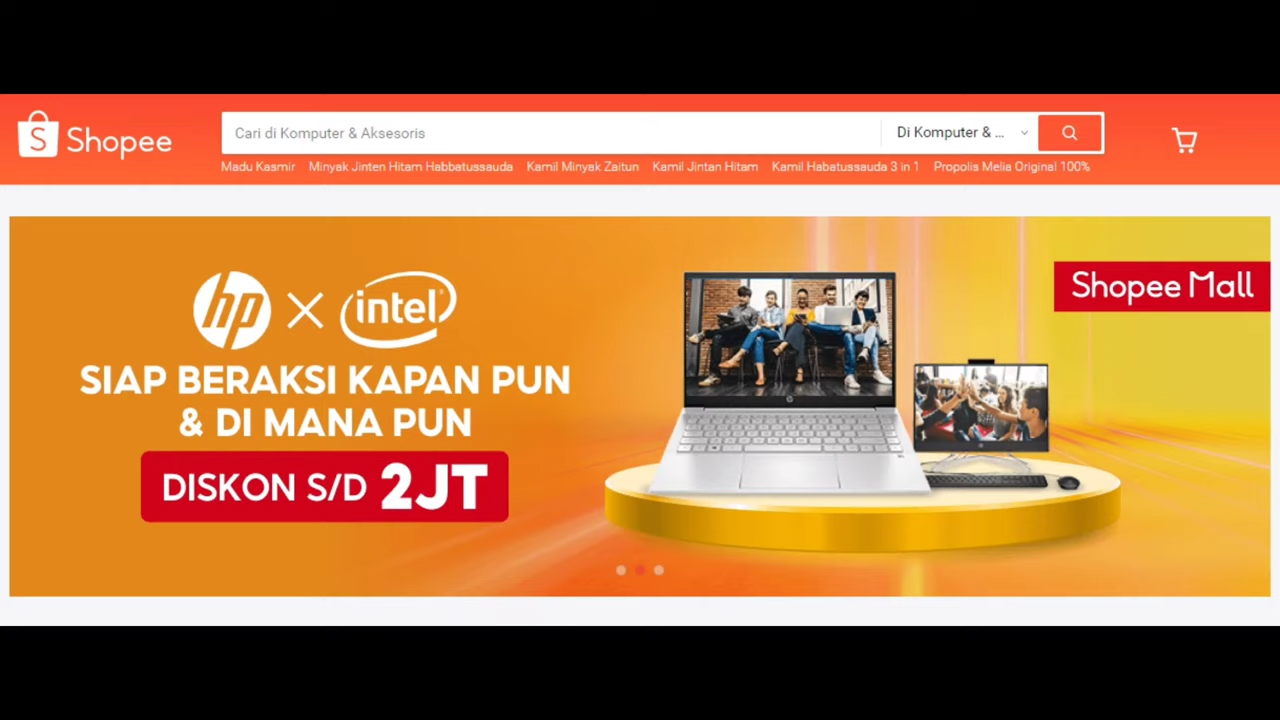 Shopee
Cari di Komputer & Aksesoris
Di Komputer & ...
Madu Kasmir Minyak Jinten Hitam Habbatussauda Kamil Minyak Zaitun Kamil Jintan Hitam Kamil Habatussauda 3 in 1 Propolis Melia Original 100%
hp × intel
SIAP BERAKSI KAPAN PUN
& DI MANA PUN
DISKON S/D 2JT
Shopee Mall